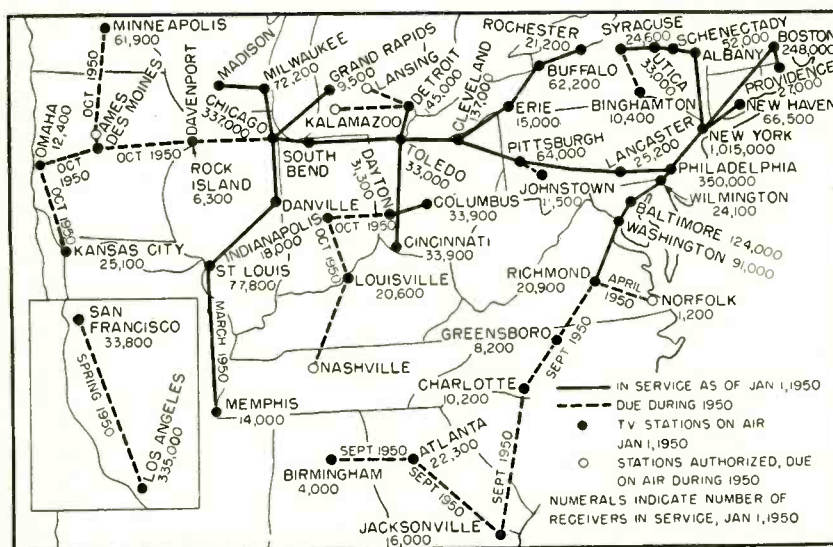 MINNEAPOLIS
61,900
OCT 1950
AMES
DES MOINES
OMAHA
12,400
OCT
1950
OCT 1950
KANSAS CITY
25,100
DAVENPORT
OCT 1950
ROCK
ISLAND
6,300
MADISON
MILWAUKEE
72,200
CHICAGO
337,000
GRAND RAPIDS
9,500
LANSING
KALAMAZOO
DETROIT
145,000
SOUTH
BEND
TOLEDO
33,000
CLEVELAND
137,000
ERIE
15,000
BUFFALO
62,200
ROCHESTER
21,200
SYRACUSE
24,600
UTICA
33,000
SCHENECTADY
52,000
ALBANY
BINGHAMTON
10,400
BOSTON
248,000
PROVIDENCE
27,000
NEW HAVEN
66,500
NEW YORK
1,015,000
PITTSBURGH
64,000
JOHNSTOWN
11,500
LANCASTER
25,200
PHILADELPHIA
350,000
WILMINGTON
24,100
BALTIMORE 124,000
WASHINGTON 91,000
DANVILLE
DAYTON
31,300
COLUMBUS
33,900
INDIANAPOLIS
18,000
OCT 1950
OCT 1950
CINCINNATI
33,900
ST LOUIS
77,800
LOUISVILLE
20,600
NASHVILLE
MARCH 1950
MEMPHIS
14,000
RICHMOND
20,900
APRIL
1950
NORFOLK
1,200
GREENSBORO
8,200
SEPT 1950
CHARLOTTE
10,200
SEPT 1950
SEPT 1950
ATLANTA
22,300
BIRMINGHAM
4,000
SEPT 1950
JACKSONVILLE
16,000
SAN
FRANCISCO
33,800
SPRING 1950
LOS ANGELES
335,000
IN SERVICE AS OF JAN 1,1950
DUE DURING 1950
TV STATIONS ON AIR
JAN 1,1950
STATIONS AUTHORIZED, DUE
ON AIR DURING 1950
NUMERALS INDICATE NUMBER OF
RECEIVERS IN SERVICE, JAN 1,1950